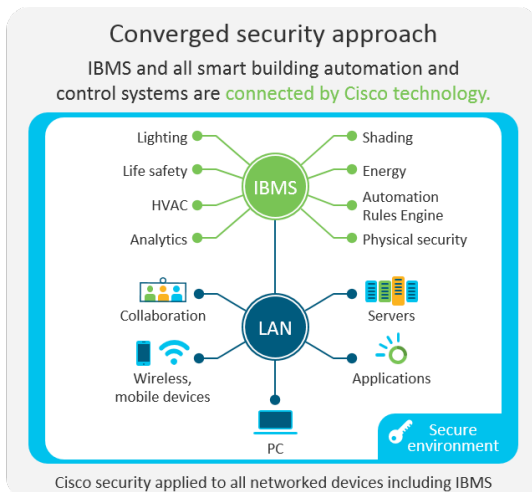 Converged security approach
IBMS and all smart building automation and
control systems are connected by Cisco technology.
Lighting
Life safety
HVAC
Analytics
IBMS
Shading
Energy
Automation
Rules Engine
Physical security
Collaboration
LAN
Servers
Wireless,
mobile devices
Applications
PC
Secure
environment
Cisco security applied to all networked devices including IBMS